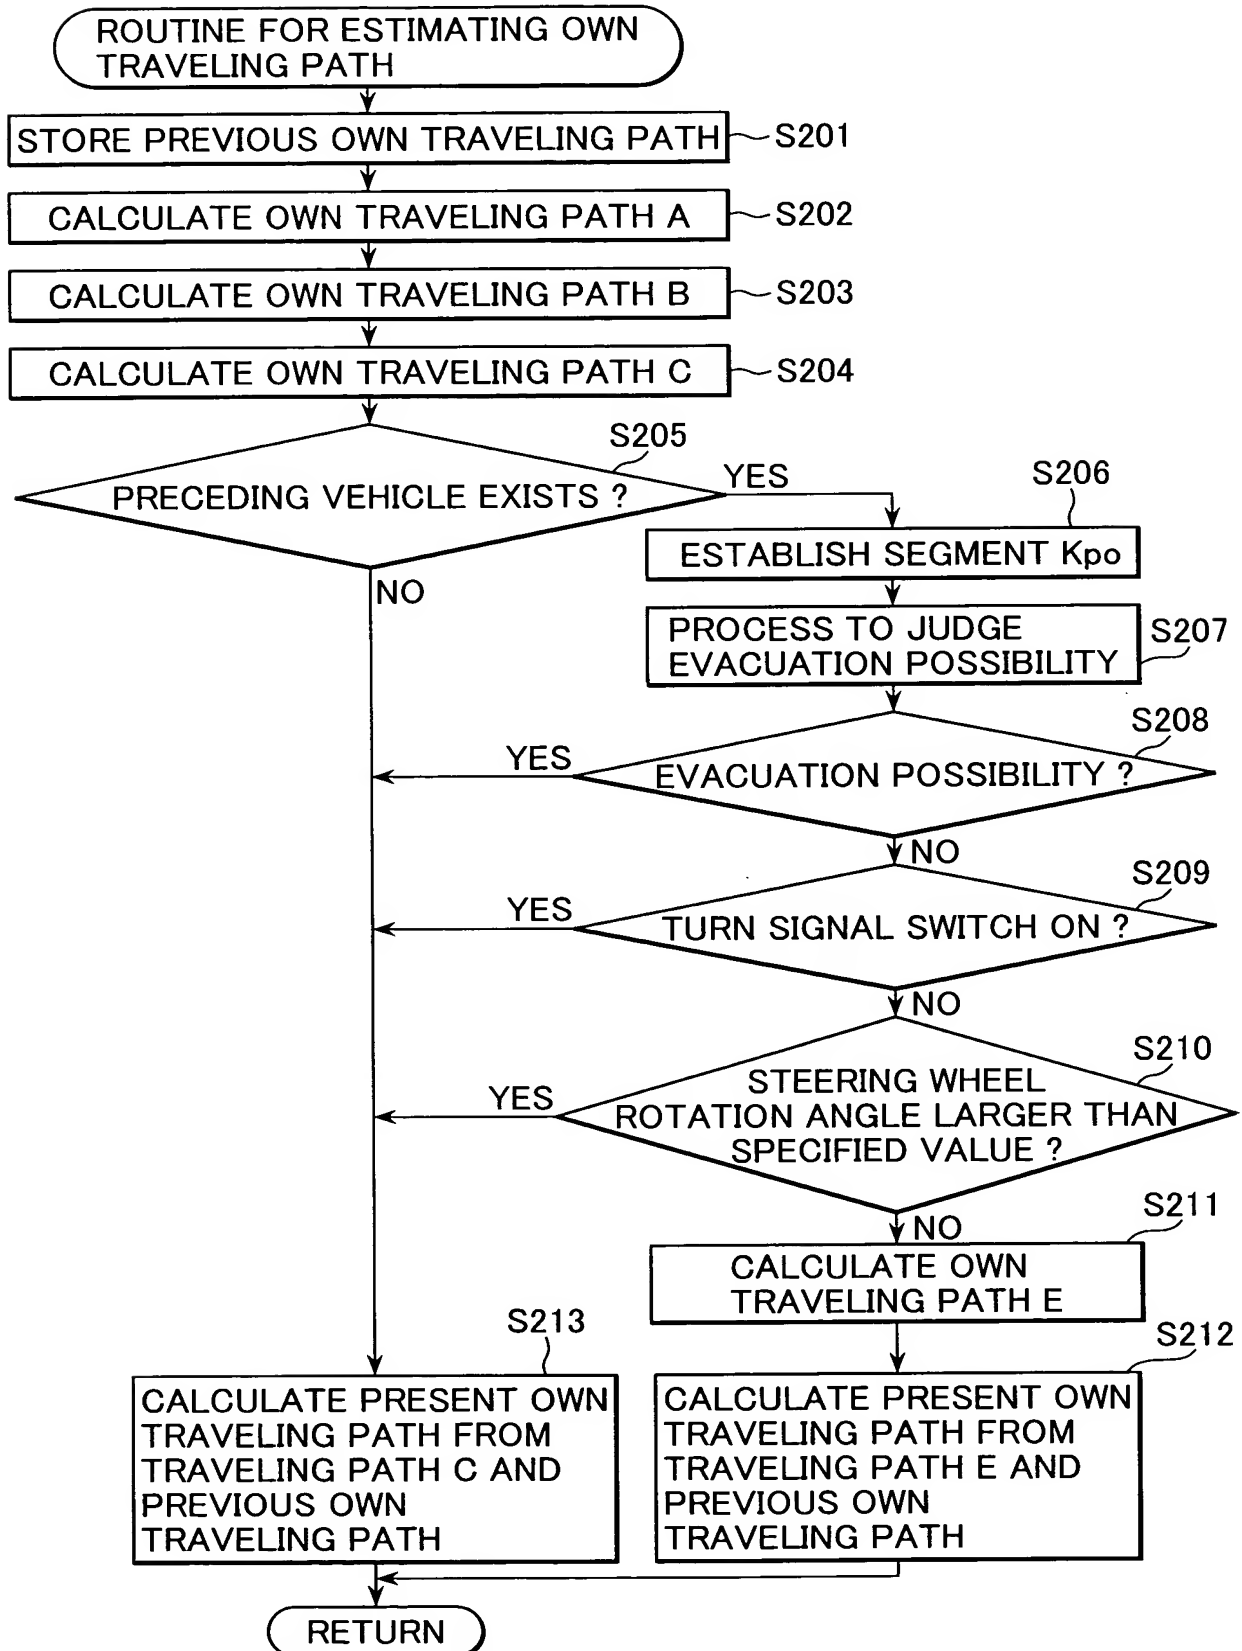 ROUTINE FOR ESTIMATING OWN
TRAVELING PATH
STORE PREVIOUS OWN TRAVELING PATH
S201
CALCULATE OWN TRAVELING PATH A
S202
CALCULATE OWN TRAVELING PATH B
S203
CALCULATE OWN TRAVELING PATH C
S204
S205
PRECEDING VEHICLE EXISTS ?
YES
NO
S206
ESTABLISH SEGMENT Kpo
S207
PROCESS TO JUDGE
EVACUATION POSSIBILITY
S208
EVACUATION POSSIBILITY ?
YES
NO
S209
TURN SIGNAL SWITCH ON ?
YES
NO
S210
STEERING WHEEL
ROTATION ANGLE LARGER THAN
SPECIFIED VALUE ?
YES
NO
S211
CALCULATE OWN
TRAVELING PATH E
S213
CALCULATE PRESENT OWN
TRAVELING PATH FROM
TRAVELING PATH C AND
PREVIOUS OWN
TRAVELING PATH
S212
CALCULATE PRESENT OWN
TRAVELING PATH FROM
TRAVELING PATH E AND
PREVIOUS OWN
TRAVELING PATH
RETURN